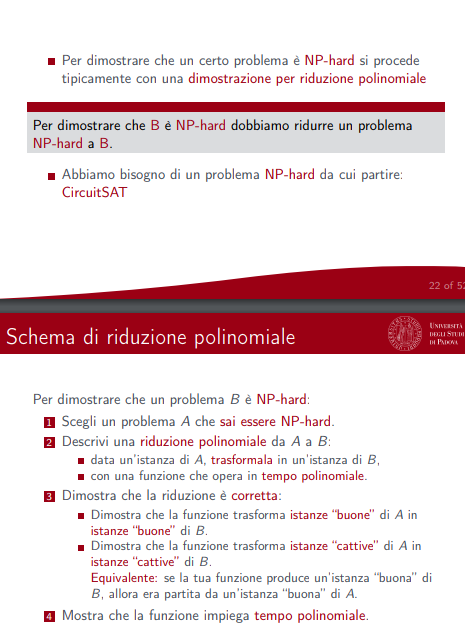 Per dimostrare che un certo problema è NP-hard si procede
tipicamente con una dimostrazione per riduzione polinomiale
Per dimostrare che B è NP-hard dobbiamo ridurre un problema
NP-hard a B.
Abbiamo bisogno di un problema NP-hard da cui partire:
CircuitSAT
22 of 52
Schema di riduzione polinomiale
Università
degli Studi
di Padova
Per dimostrare che un problema B è NP-hard:
1 Scegli un problema A che sai essere NP-hard.
2 Descrivi una riduzione polinomiale da A a B:
data un'istanza di A, trasformala in un'istanza di B,
con una funzione che opera in tempo polinomiale.
3 Dimostra che la riduzione è corretta:
Dimostra che la funzione trasforma istanze “buone” di A in
istanze “buone” di B.
Dimostra che la funzione trasforma istanze “cattive” di A in
istanze “cattive” di B.
Equivalente: se la tua funzione produce un'istanza “buona” di
B, allora era partita da un'istanza “buona” di A.
4 Mostra che la funzione impiega tempo polinomiale.